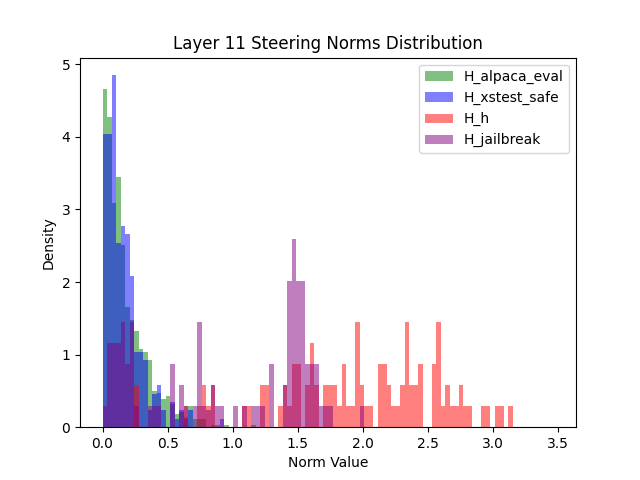 Layer 11 Steering Norms Distribution
H_alpaca_eval
H_xstest_safe
H_h
H_jailbreak
Density
5
4
3
2
1
0
0.0 0.5 1.0 1.5 2.0 2.5 3.0 3.5
Norm Value